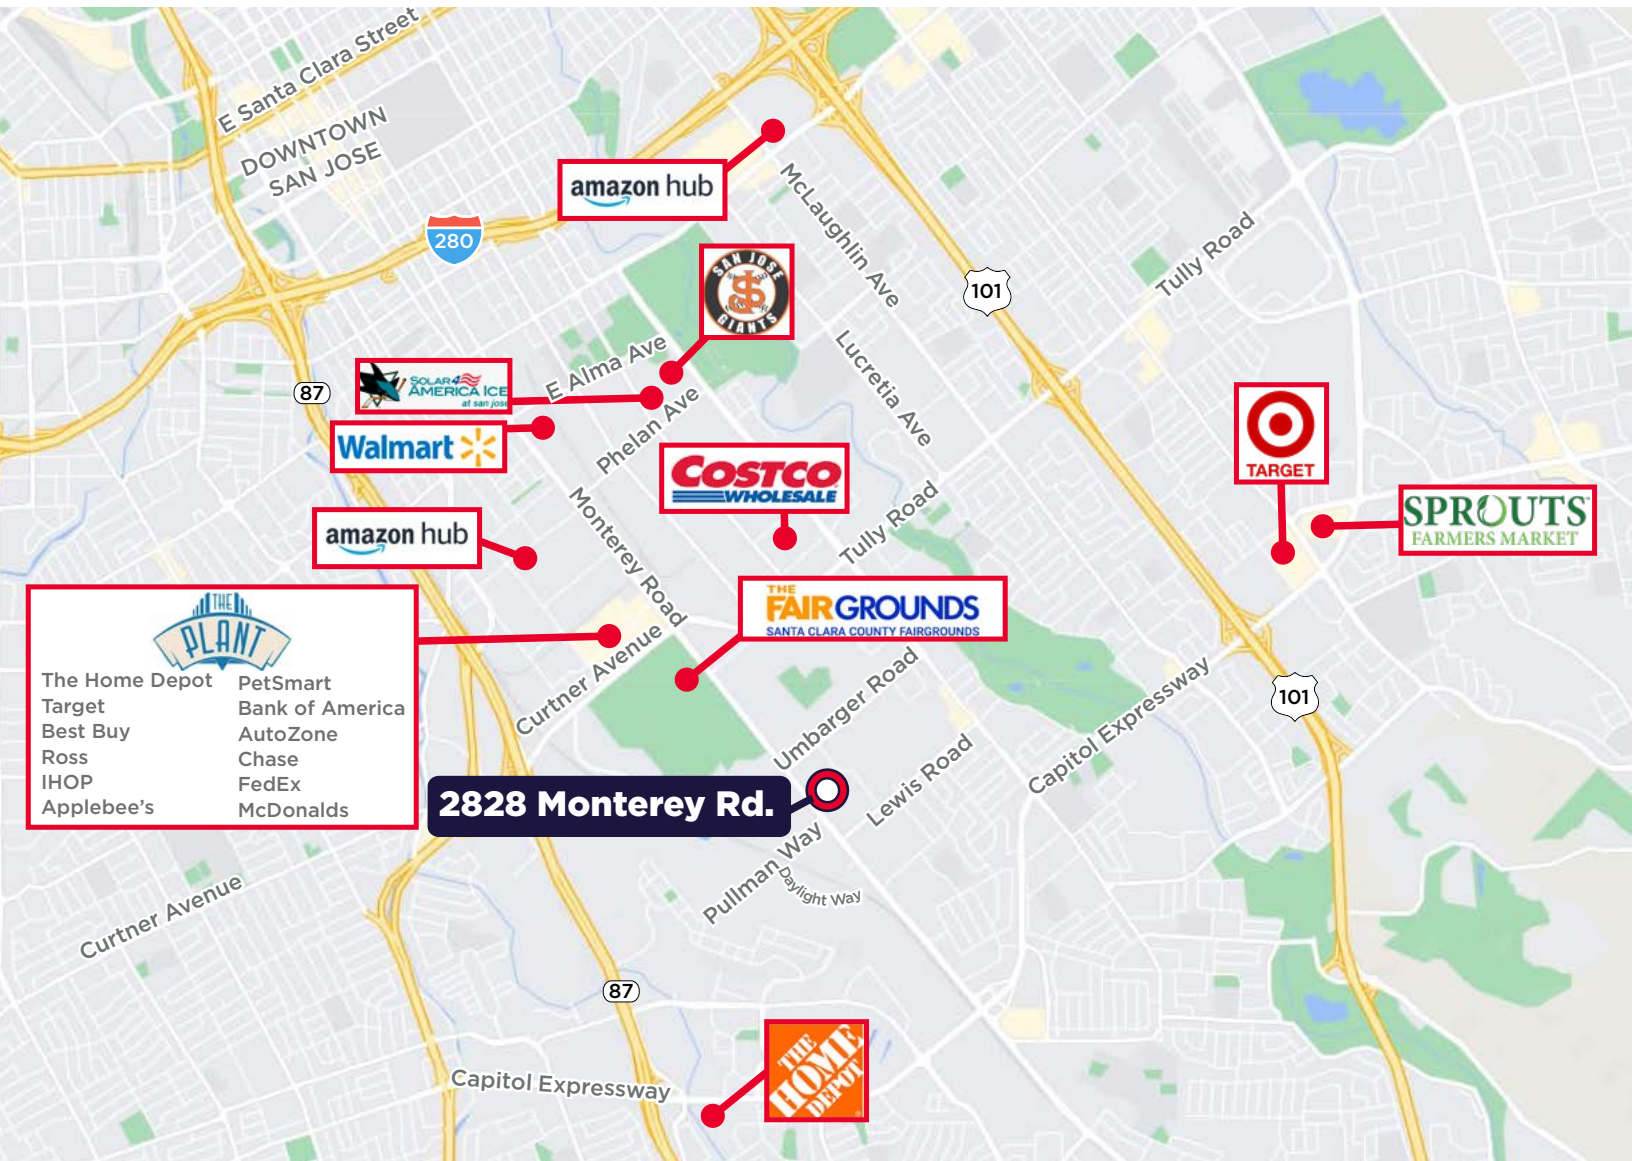 E Santa Clara Street
DOWNTOWN
SAN JOSE
amazon hub
McLaughlin Ave
280
SAN JOSE
SJ
GIANTS
101
Tully Road
E Alma Ave
Lucretia Ave
SOLAR4
AMERICA ICE
at san jose
87
Walmart
Phelan Ave
COSTCO
WHOLESALE
TARGET
SPROUTS
FARMERS MARKET
amazon hub
Monterey Road
Tully Road
THE
FAIRGROUNDS
SANTA CLARA COUNTY FAIRGROUNDS
THE
PLANT
The Home Depot
Target
Best Buy
Ross
IHOP
Applebee's
PetSmart
Bank of America
AutoZone
Chase
FedEx
McDonalds
Curtner Avenue
Umbarger Road
Capitol Expressway
101
Lewis Road
2828 Monterey Rd.
Pullman Way
Daylight Way
Curtner Avenue
87
THE
HOME
DEPOT
Capitol Expressway